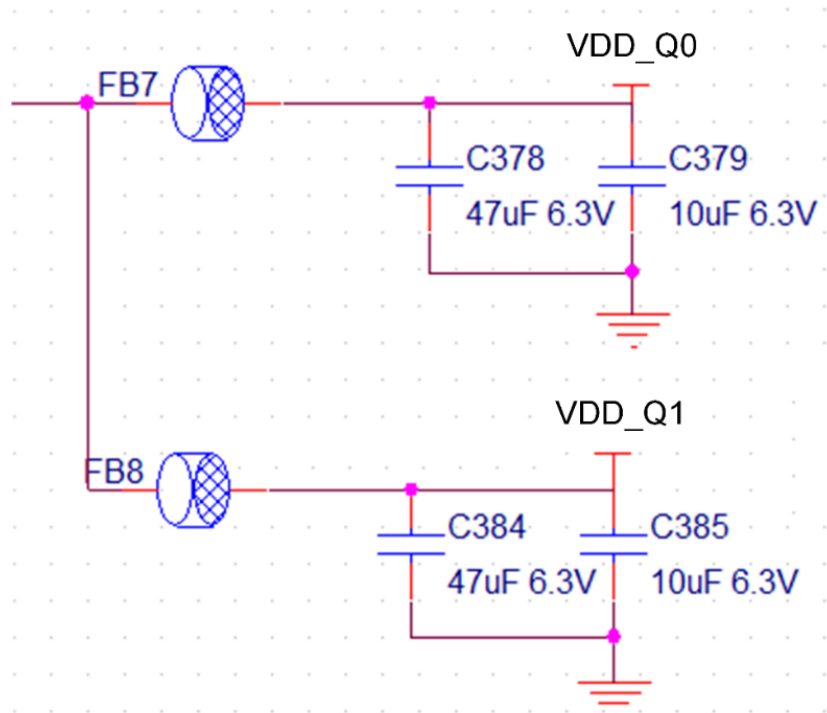 VDD_Q0
FB7
C378
C379
47uF 6.3V
10uF 6.3V
VDD_Q1
FB8
C384
C385
47uF 6.3V
10uF 6.3V